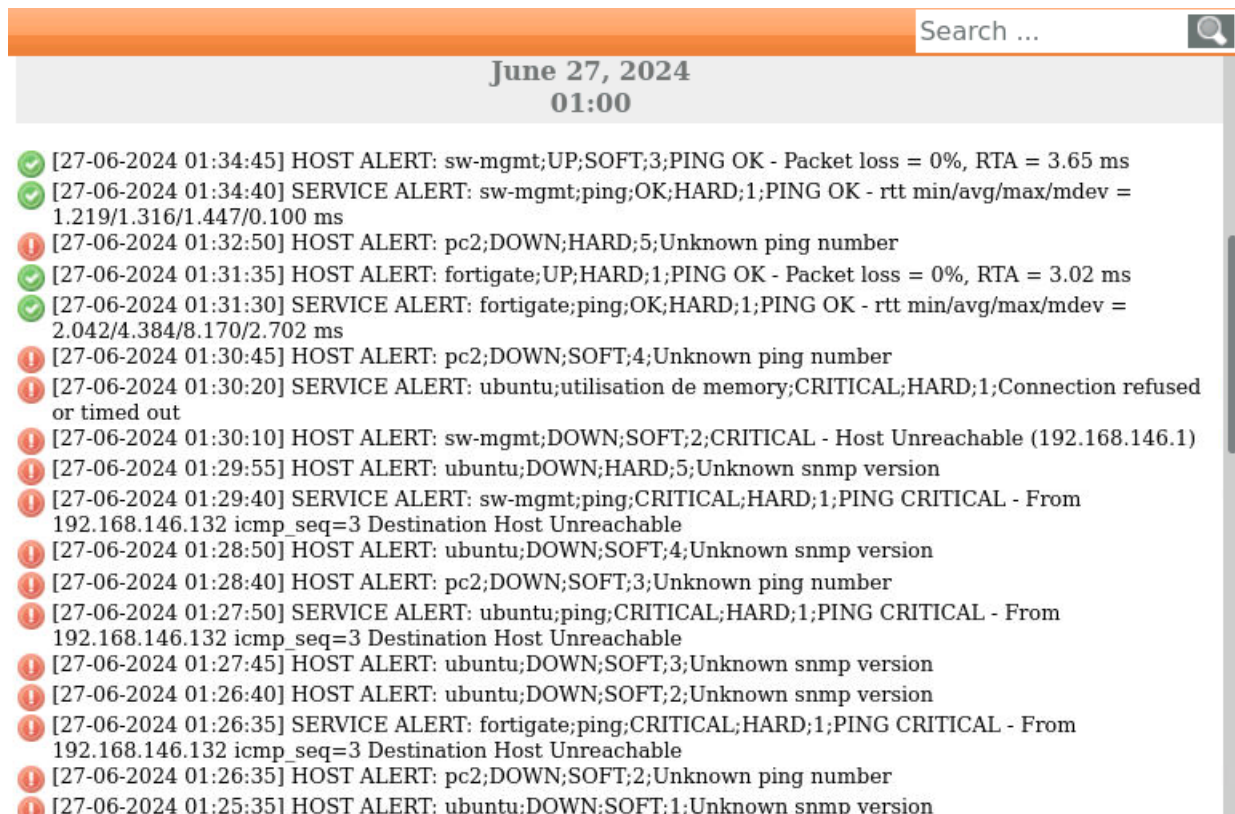 Search ...
June 27, 2024
01:00
[27-06-2024 01:34:45] HOST ALERT: sw-mgmt;UP;SOFT;3;PING OK - Packet loss = 0%, RTA = 3.65 ms
[27-06-2024 01:34:40] SERVICE ALERT: sw-mgmt;ping;OK;HARD;1;PING OK - rtt min/avg/max/mdev =
1.219/1.316/1.447/0.100 ms
[27-06-2024 01:32:50] HOST ALERT: pc2;DOWN;HARD;5;Unknown ping number
[27-06-2024 01:31:35] HOST ALERT: fortigate;UP;HARD;1;PING OK - Packet loss = 0%, RTA = 3.02 ms
[27-06-2024 01:31:30] SERVICE ALERT: fortigate;ping;OK;HARD;1;PING OK - rtt min/avg/max/mdev =
2.042/4.384/8.170/2.702 ms
[27-06-2024 01:30:45] HOST ALERT: pc2;DOWN;SOFT;4;Unknown ping number
[27-06-2024 01:30:20] SERVICE ALERT: ubuntu;utilisation de memory;CRITICAL;HARD;1;Connection refused
or timed out
[27-06-2024 01:30:10] HOST ALERT: sw-mgmt;DOWN;SOFT;2;CRITICAL - Host Unreachable (192.168.146.1)
[27-06-2024 01:29:55] HOST ALERT: ubuntu;DOWN;HARD;5;Unknown snmp version
[27-06-2024 01:29:40] SERVICE ALERT: sw-mgmt;ping;CRITICAL;HARD;1;PING CRITICAL - From
192.168.146.132 icmp_seq=3 Destination Host Unreachable
[27-06-2024 01:28:50] HOST ALERT: ubuntu;DOWN;SOFT;4;Unknown snmp version
[27-06-2024 01:28:40] HOST ALERT: pc2;DOWN;SOFT;3;Unknown ping number
[27-06-2024 01:27:50] SERVICE ALERT: ubuntu;ping;CRITICAL;HARD;1;PING CRITICAL - From
192.168.146.132 icmp_seq=3 Destination Host Unreachable
[27-06-2024 01:27:45] HOST ALERT: ubuntu;DOWN;SOFT;3;Unknown snmp version
[27-06-2024 01:26:40] HOST ALERT: ubuntu;DOWN;SOFT;2;Unknown snmp version
[27-06-2024 01:26:35] SERVICE ALERT: fortigate;ping;CRITICAL;HARD;1;PING CRITICAL - From
192.168.146.132 icmp_seq=3 Destination Host Unreachable
[27-06-2024 01:26:35] HOST ALERT: pc2;DOWN;SOFT;2;Unknown ping number
[27-06-2024 01:25:35] HOST ALERT: ubuntu;DOWN;SOFT;1;Unknown snmp version